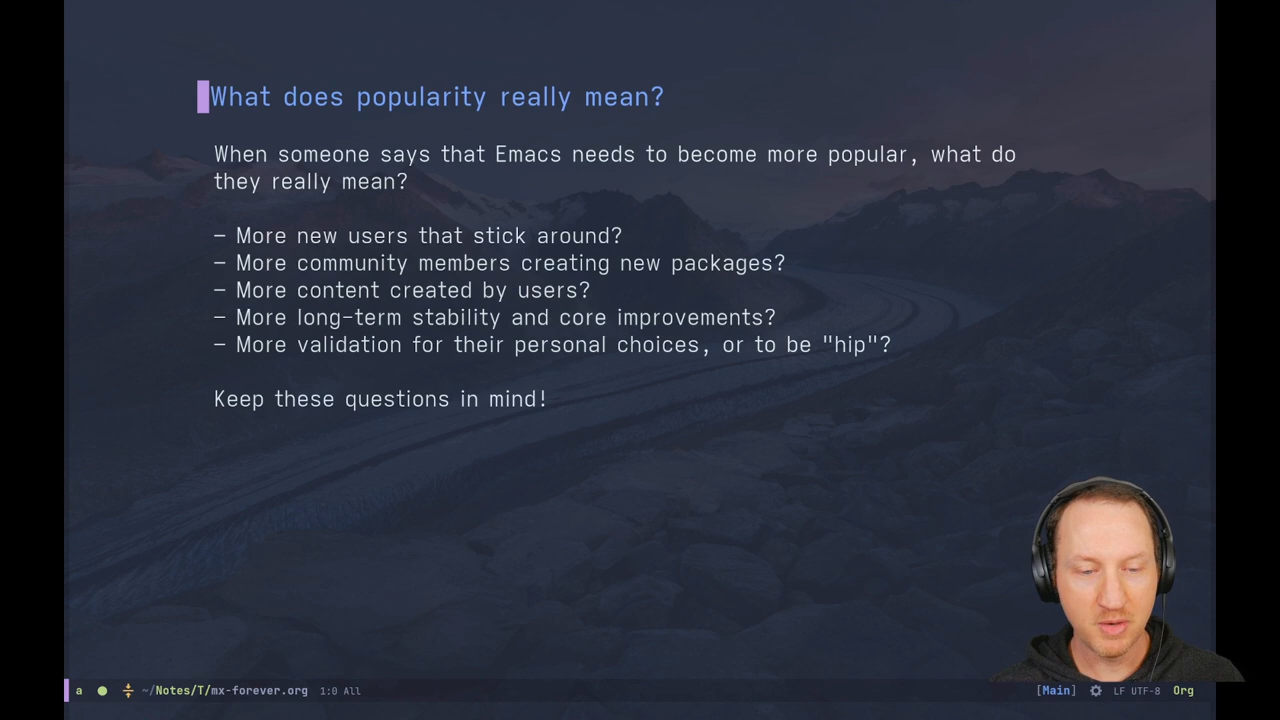 What does popularity really mean?
When someone says that Emacs needs to become more popular, what do
they really mean?
– More new users that stick around?
– More community members creating new packages?
– More content created by users?
– More long-term stability and core improvements?
– More validation for their personal choices, or to be "hip"?
Keep these questions in mind!
a ~/Notes/T/mx-forever.org 1:0 All [Main] LF UTF-8 Org